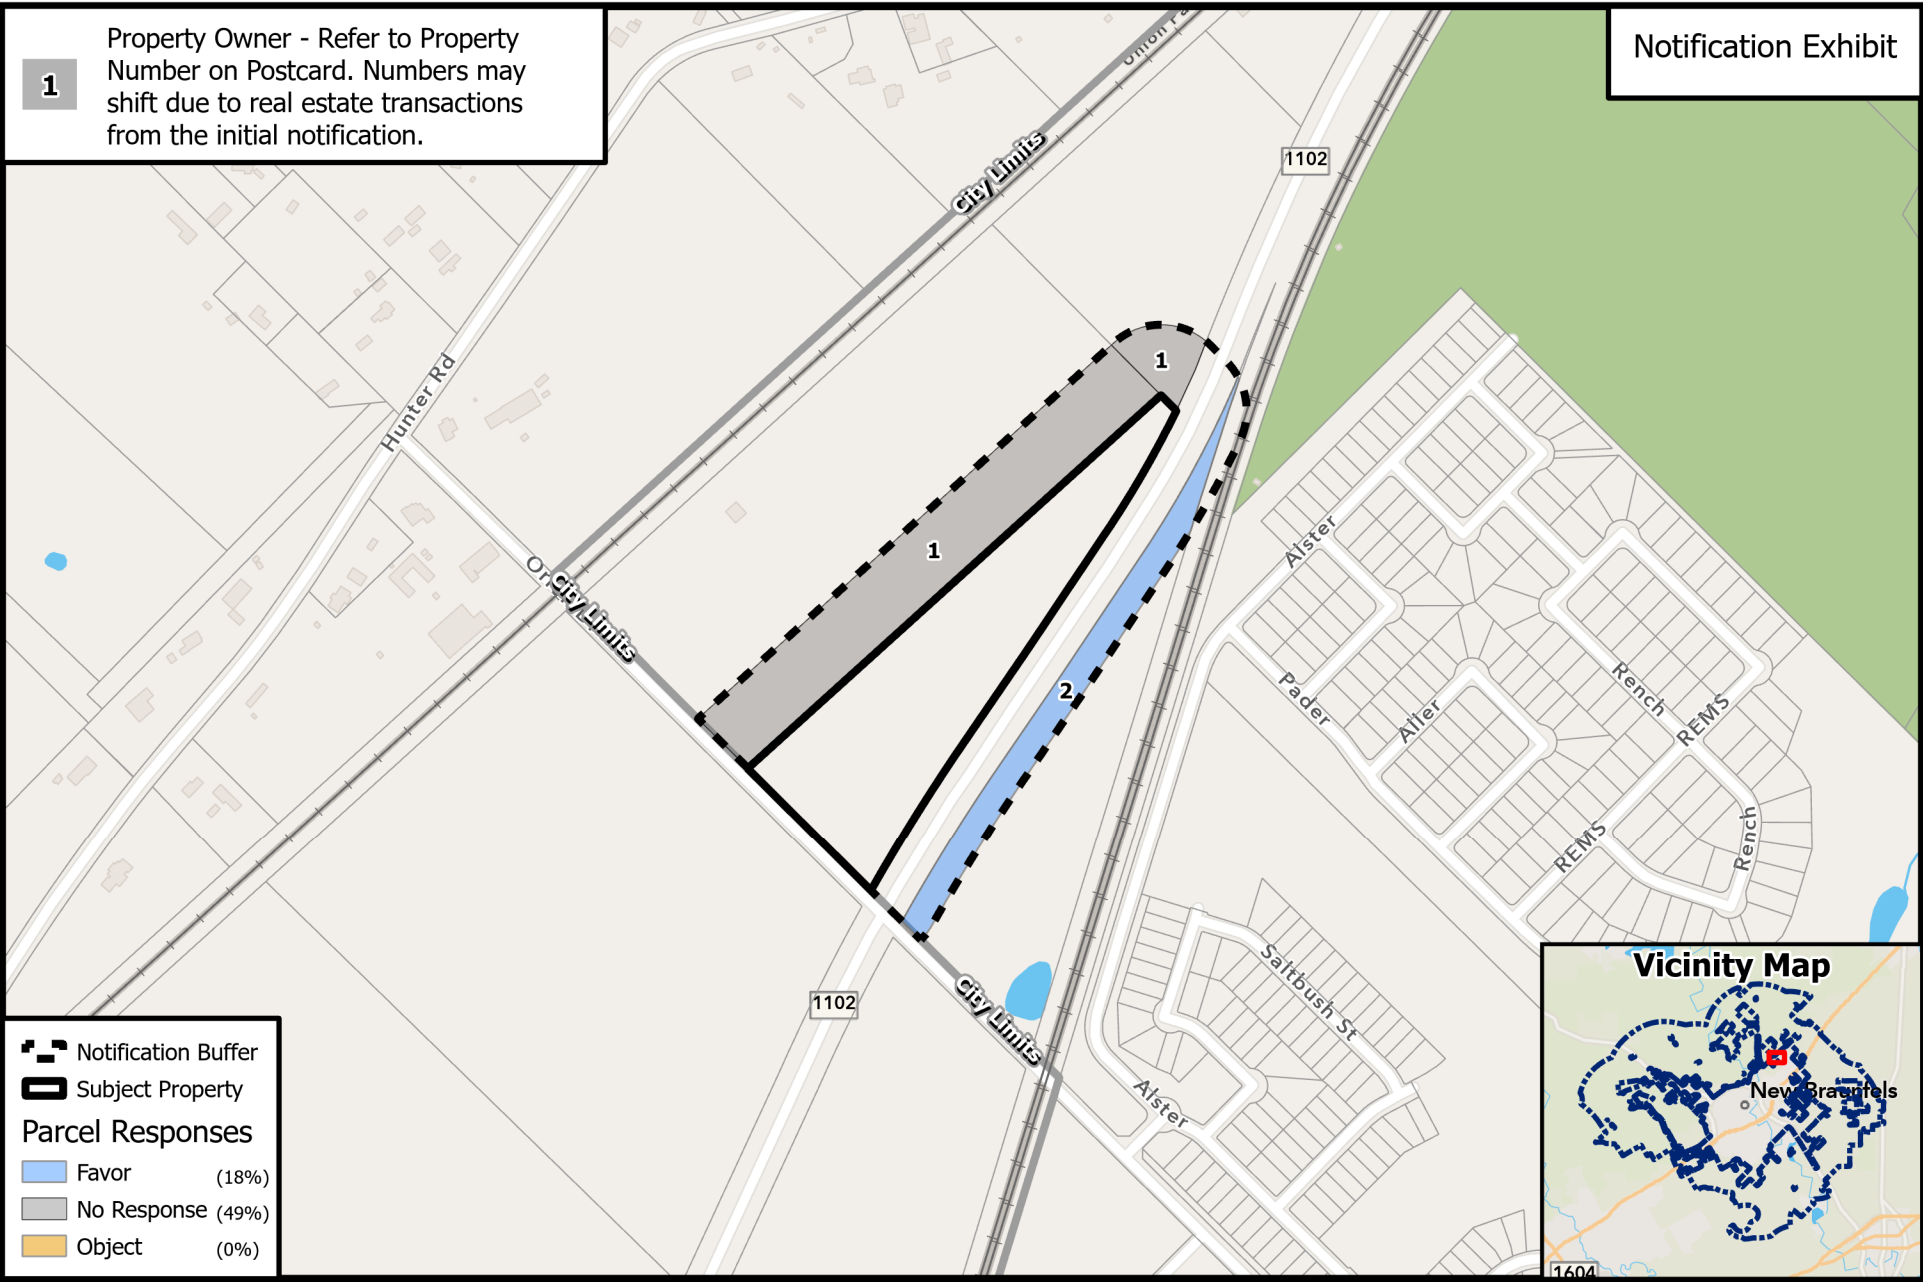 1
Property Owner - Refer to Property
Number on Postcard. Numbers may
shift due to real estate transactions
from the initial notification.
Notification Exhibit
Union
City Limits
1102
Hunter Rd
1
1
City Limits
2
Alster
Pader
Aller
Rench
REMS
REMS
Rench
1102
City Limits
Saltbush St
Alster
Notification Buffer
Subject Property
Parcel Responses
Favor (18%)
No Response (49%)
Object (0%)
Vicinity Map
New Braunfels
1604